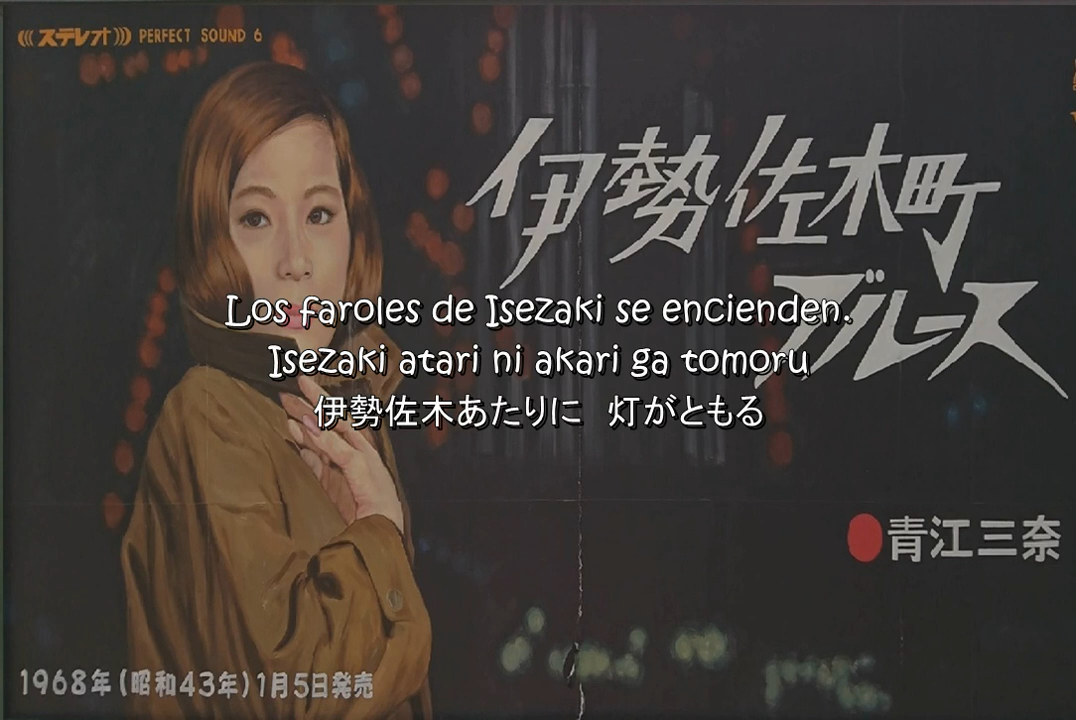 ステレオ PERFECT SOUND 6
伊勢佐木町
ブルース
Los faroles de Isezaki se encienden.
Isezaki atari ni akari ga tomoru
伊勢佐木あたりに 灯がともる
青江三奈
1968年(昭和43年)1月5日発売